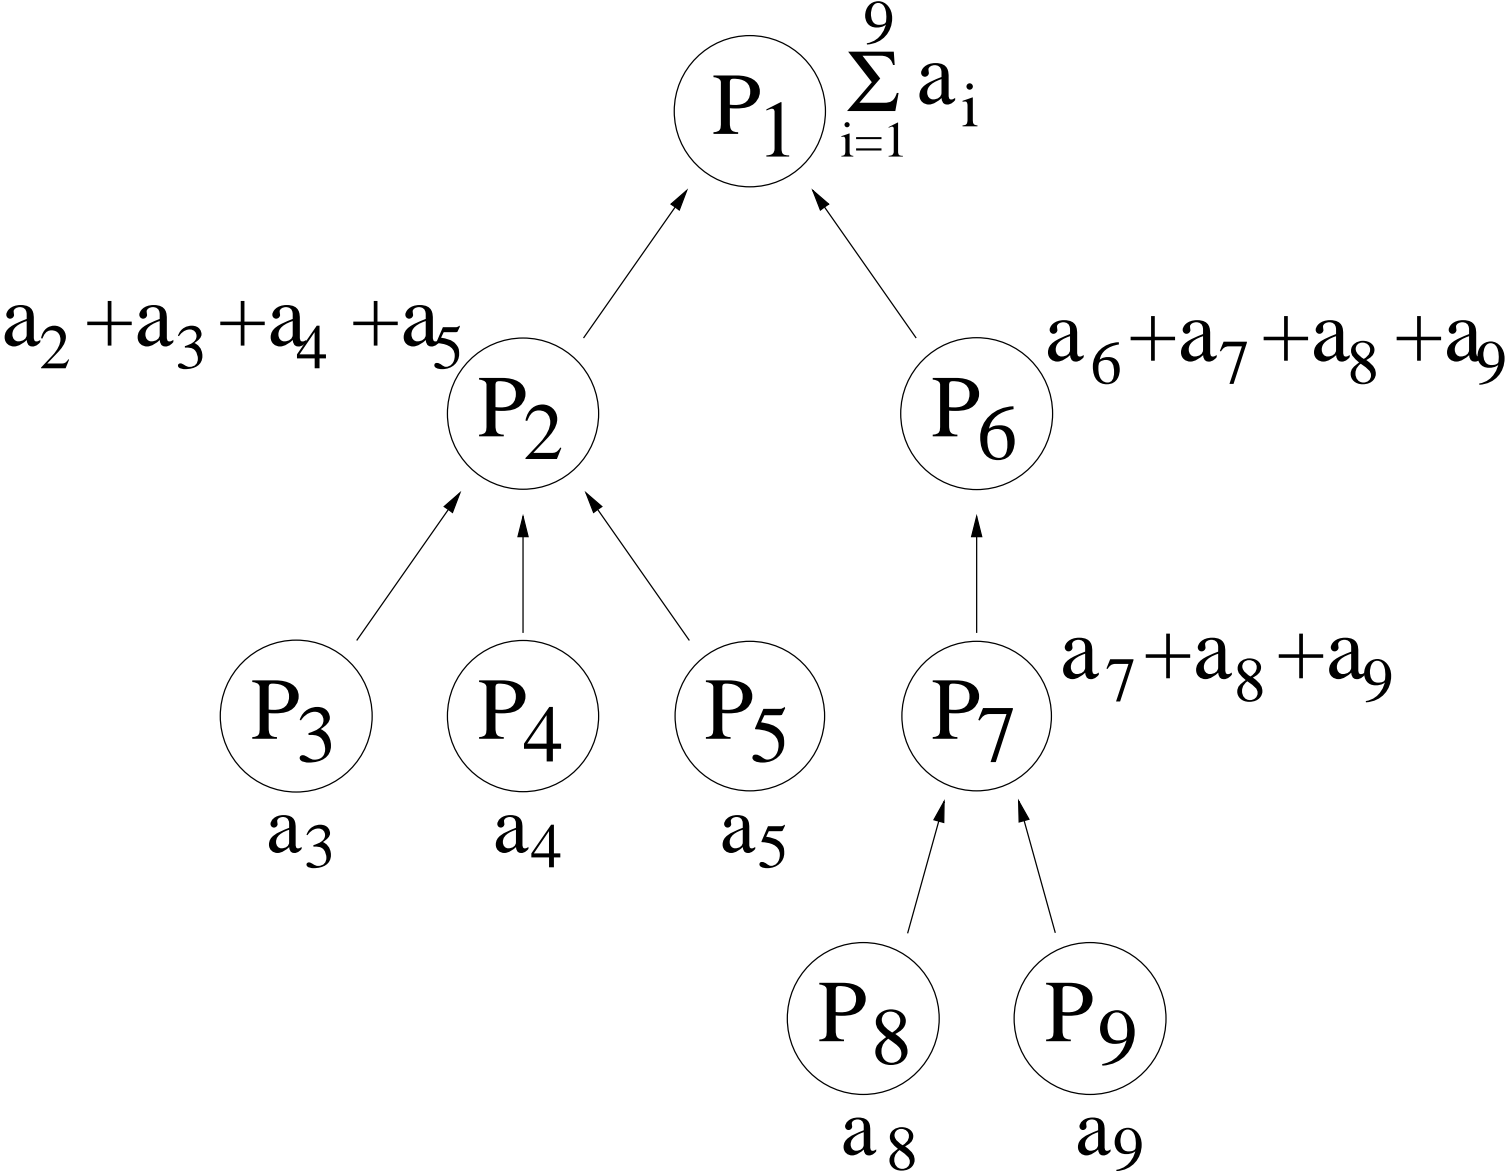 9
P1 Σ ai
i=1
a2 +a3 +a4 +a5
a6 +a7 +a8 +a9
P2 P6
a7 +a8 +a9
P3 P4 P5 P7
a3 a4 a5
P8 P9
a8 a9